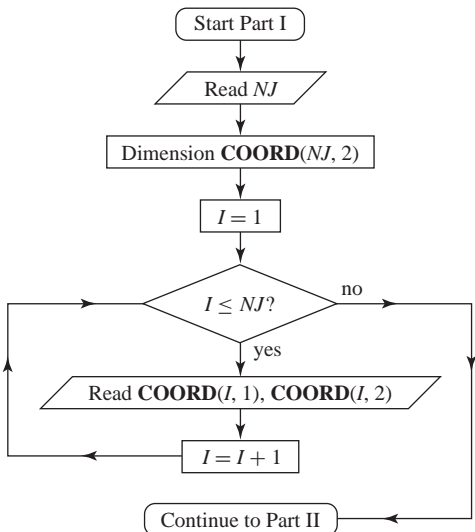 Start Part I
Read NJ
Dimension COORD(NJ, 2)
I = 1
I ≤ NJ?
no
yes
Read COORD(I, 1), COORD(I, 2)
I = I + 1
Continue to Part II